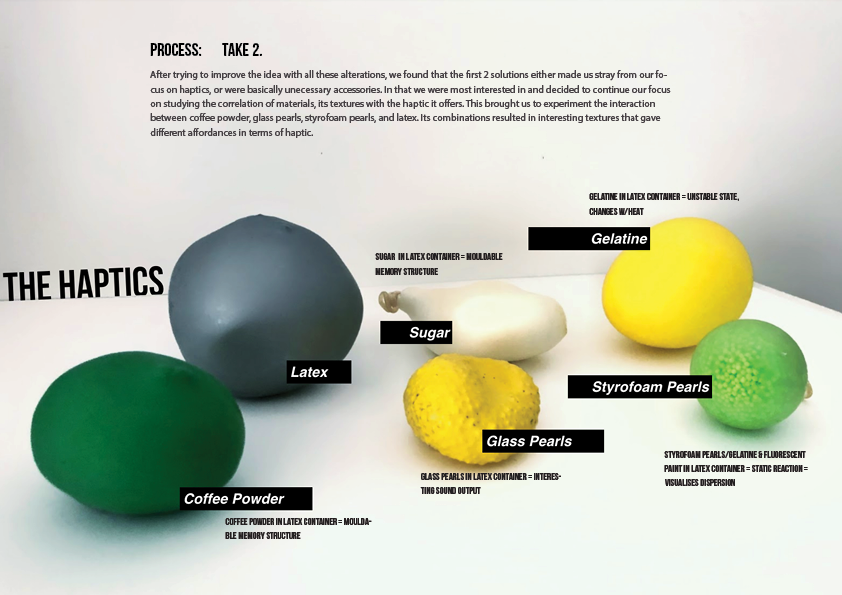 PROCESS: TAKE 2.
After trying to improve the idea with all these alterations, we found that the first 2 solutions either made us stray from our fo-
cus on haptics, or were basically unecessary accessories. In that we were most interested in and decided to continue our focus
on studying the correlation of materials, its textures with the haptic it offers. This brought us to experiment the interaction
between coffee powder, glass pearls, styrofoam pearls, and latex. Its combinations resulted in interesting textures that gave
different affordances in terms of haptic.
GELATINE IN LATEX CONTAINER = UNSTABLE STATE,
CHANGES W/HEAT
Gelatine
SUGAR IN LATEX CONTAINER = MOULDABLE
MEMORY STRUCTURE
THE HAPTICS
Sugar
Latex
Styrofoam Pearls
Glass Pearls
STYROFOAM PEARLS/GELATINE & FLUORESCENT
PAINT IN LATEX CONTAINER = STATIC REACTION =
VISUALISES DISPERSION
GLASS PEARLS IN LATEX CONTAINER = INTERES-
TING SOUND OUTPUT
Coffee Powder
COFFEE POWDER IN LATEX CONTAINER = MOULDA-
BLE MEMORY STRUCTURE